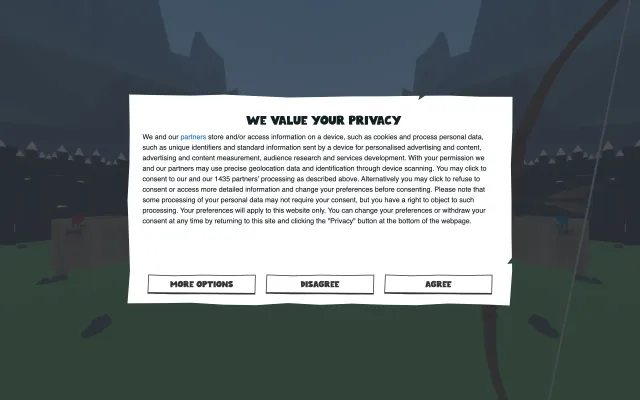 WE VALUE YOUR PRIVACY
We and our partners store and/or access information on a device, such as cookies and process personal data,
such as unique identifiers and standard information sent by a device for personalised advertising and content,
advertising and content measurement, audience research and services development. With your permission we
and our partners may use precise geolocation data and identification through device scanning. You may click to
consent to our and our 1435 partners' processing as described above. Alternatively you may click to refuse to
consent or access more detailed information and change your preferences before consenting. Please note that
some processing of your personal data may not require your consent, but you have a right to object to such
processing. Your preferences will apply to this website only. You can change your preferences or withdraw your
consent at any time by returning to this site and clicking the "Privacy" button at the bottom of the webpage.
MORE OPTIONS
DISAGREE
AGREE